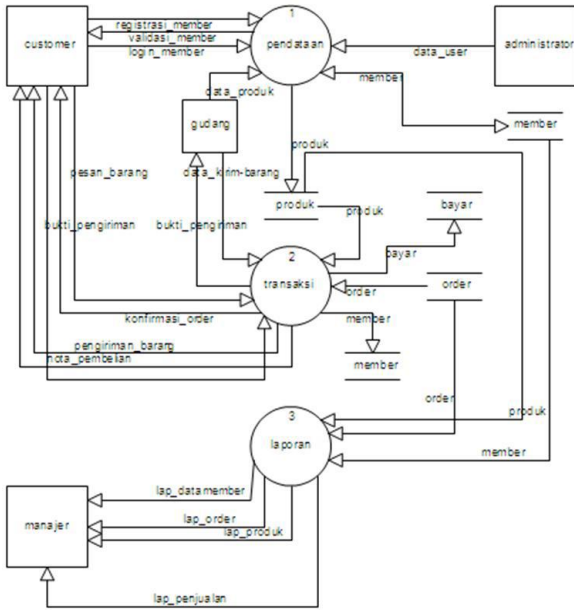 1
customer
registrasi_member
validasi_member
login_member
pendataan
data_user
administrator
data_produk
member
gudang
member
produk
pesan_barang
data_kirim-barang
produk
produk
bayar
bukti_pengiriman
bukti_pengiriman
2
bayar
transaksi
order
order
konfirmasi_order
member
pengiriman_barang
nota_pembelian
member
order
3
produk
laporan
member
lap_datamember
manajer
lap_order
lap_produk
lap_penjualan